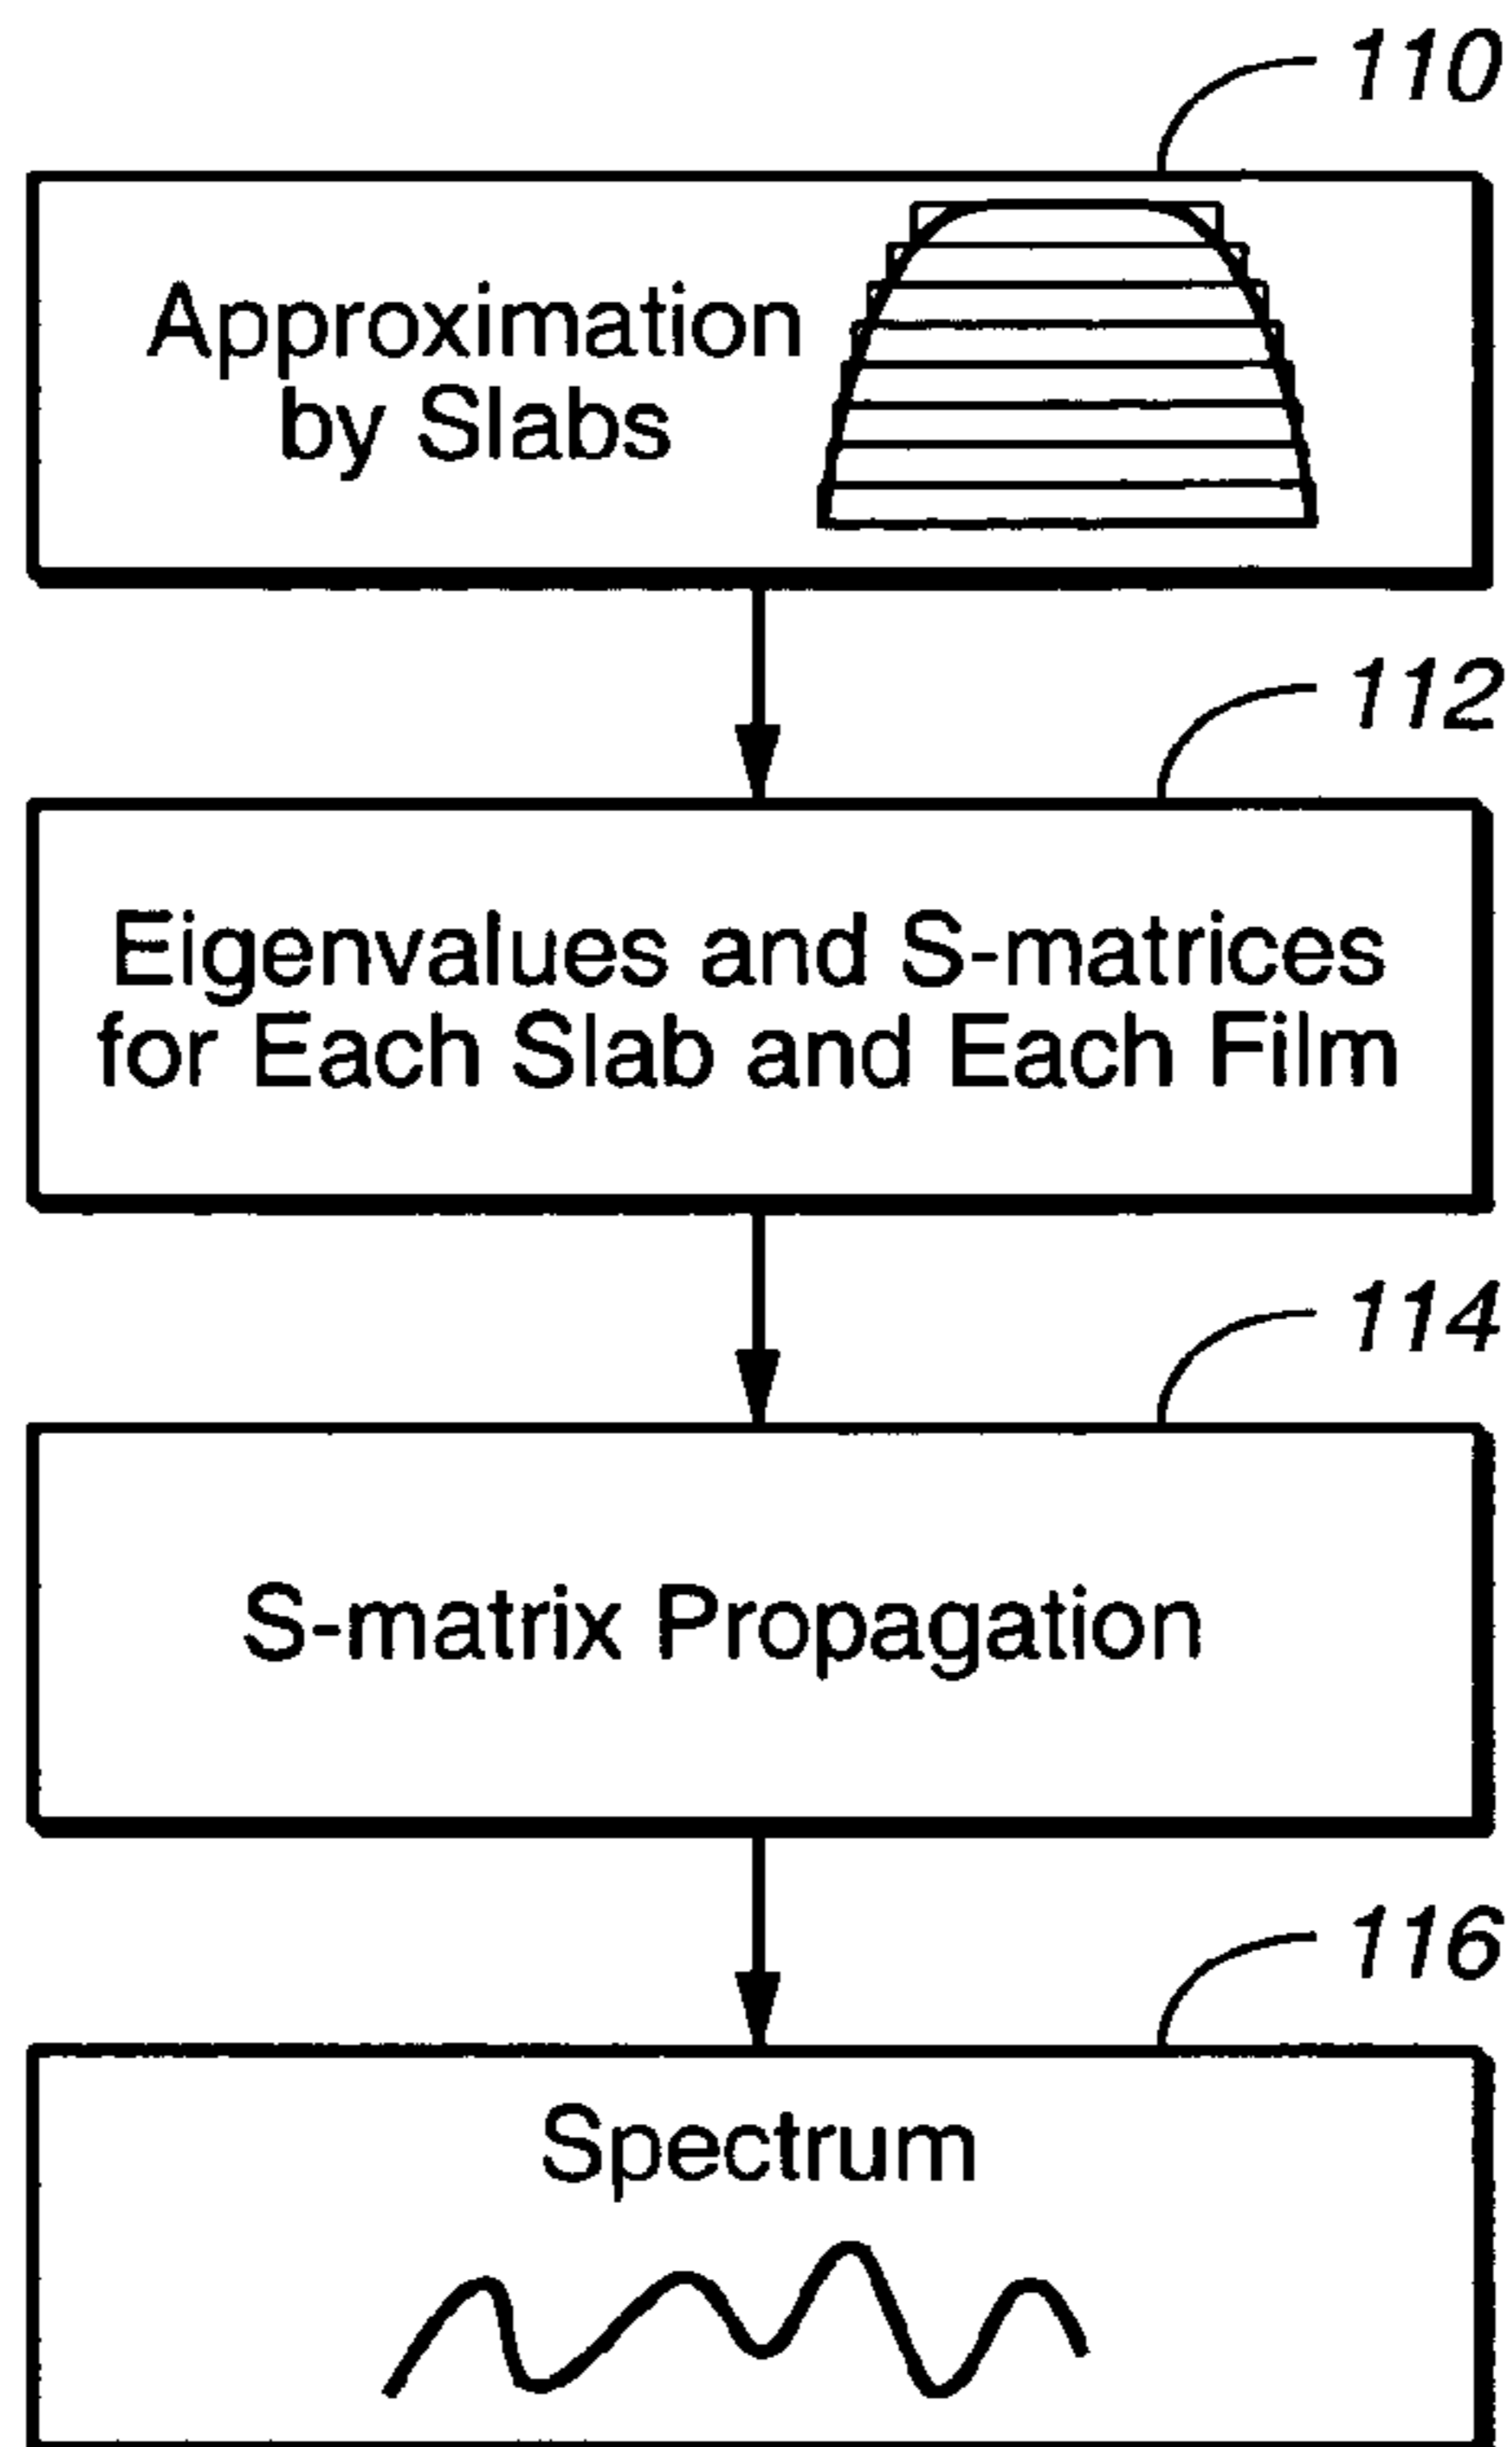 110
Approximation
by Slabs
112
Eigenvalues and S-matrices
for Each Slab and Each Film
114
S-matrix Propagation
116
Spectrum